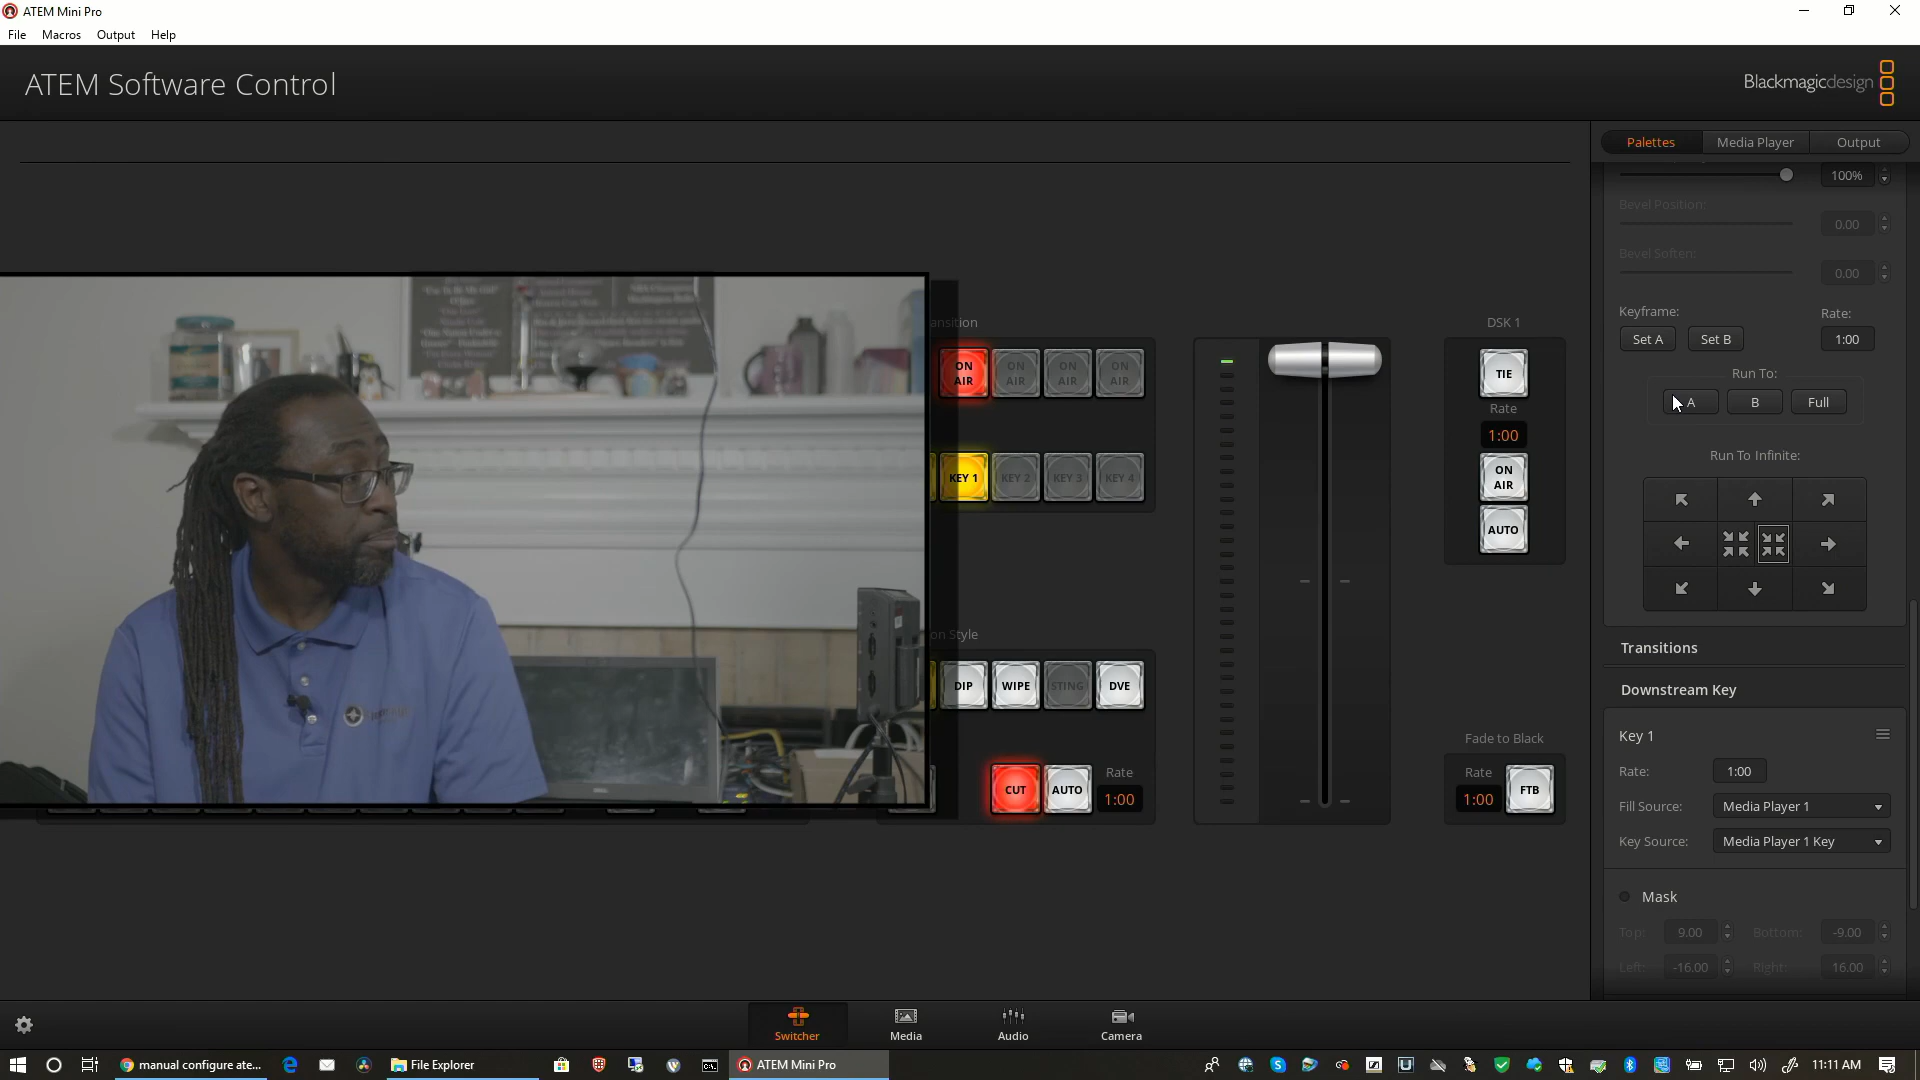 ATEM Mini Pro
File Macros Output Help
ATEM Software Control
Blackmagicdesign
Palettes Media Player Output
100%
Bevel Position:
0.00
Bevel Soften:
0.00
Keyframe: Rate:
Set A Set B 1:00
Run To:
A B Full
Run To Infinite:
ansition
ON AIR ON AIR ON AIR ON AIR
KEY 1 KEY 2 KEY 3 KEY 4
on Style
DIP WIPE STING DVE
CUT AUTO
Rate
1:00
DSK 1
TIE
Rate
1:00
ON AIR
AUTO
Fade to Black
Rate
1:00 FTB
Transitions
Downstream Key
Key 1
Rate: 1:00
Fill Source: Media Player 1
Key Source: Media Player 1 Key
Mask
Top: 9.00 Bottom: -9.00
Left: -16.00 Right: 16.00
Switcher Media Audio Camera
manual configure ate... File Explorer ATEM Mini Pro 11:11 AM